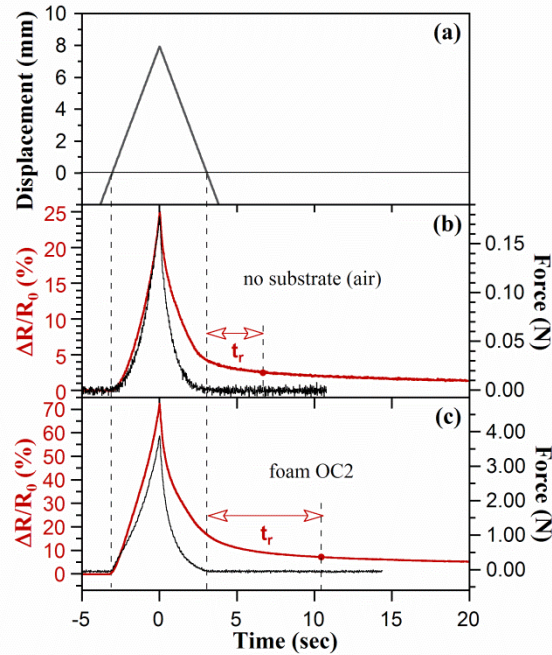 10
8
6
4
2
0
Displacement (mm)
(a)
25
20
15
10
5
0
ΔR/R0 (%)
(b)
no substrate (air)
tr
0.15
0.10
0.05
0.00
Force (N)
70
60
50
40
30
20
10
0
ΔR/R0 (%)
(c)
foam OC2
tr
4.00
3.00
2.00
1.00
0.00
Force (N)
-5 0 5 10 15 20
Time (sec)